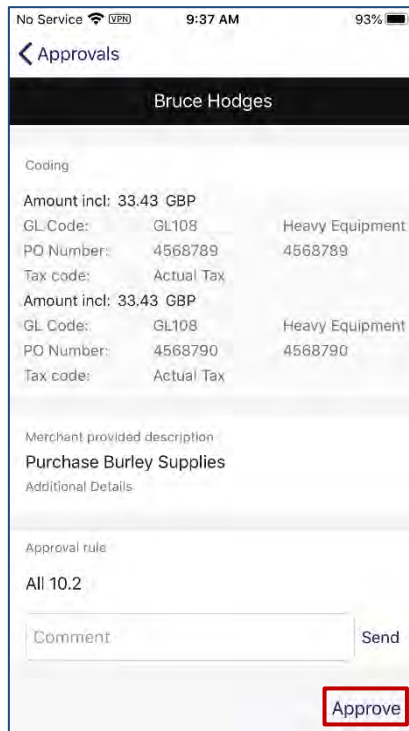 No Service VPN 9:37 AM 93%
Approvals
Bruce Hodges
Coding
Amount incl: 33.43 GBP
GL Code: GL108 Heavy Equipment
PO Number: 4568789 4568789
Tax code: Actual Tax
Amount incl: 33.43 GBP
GL Code: GL108 Heavy Equipment
PO Number: 4568790 4568790
Tax code: Actual Tax
Merchant provided description
Purchase Burley Supplies
Additional Details
Approval rule
All 10.2
Comment Send
Approve